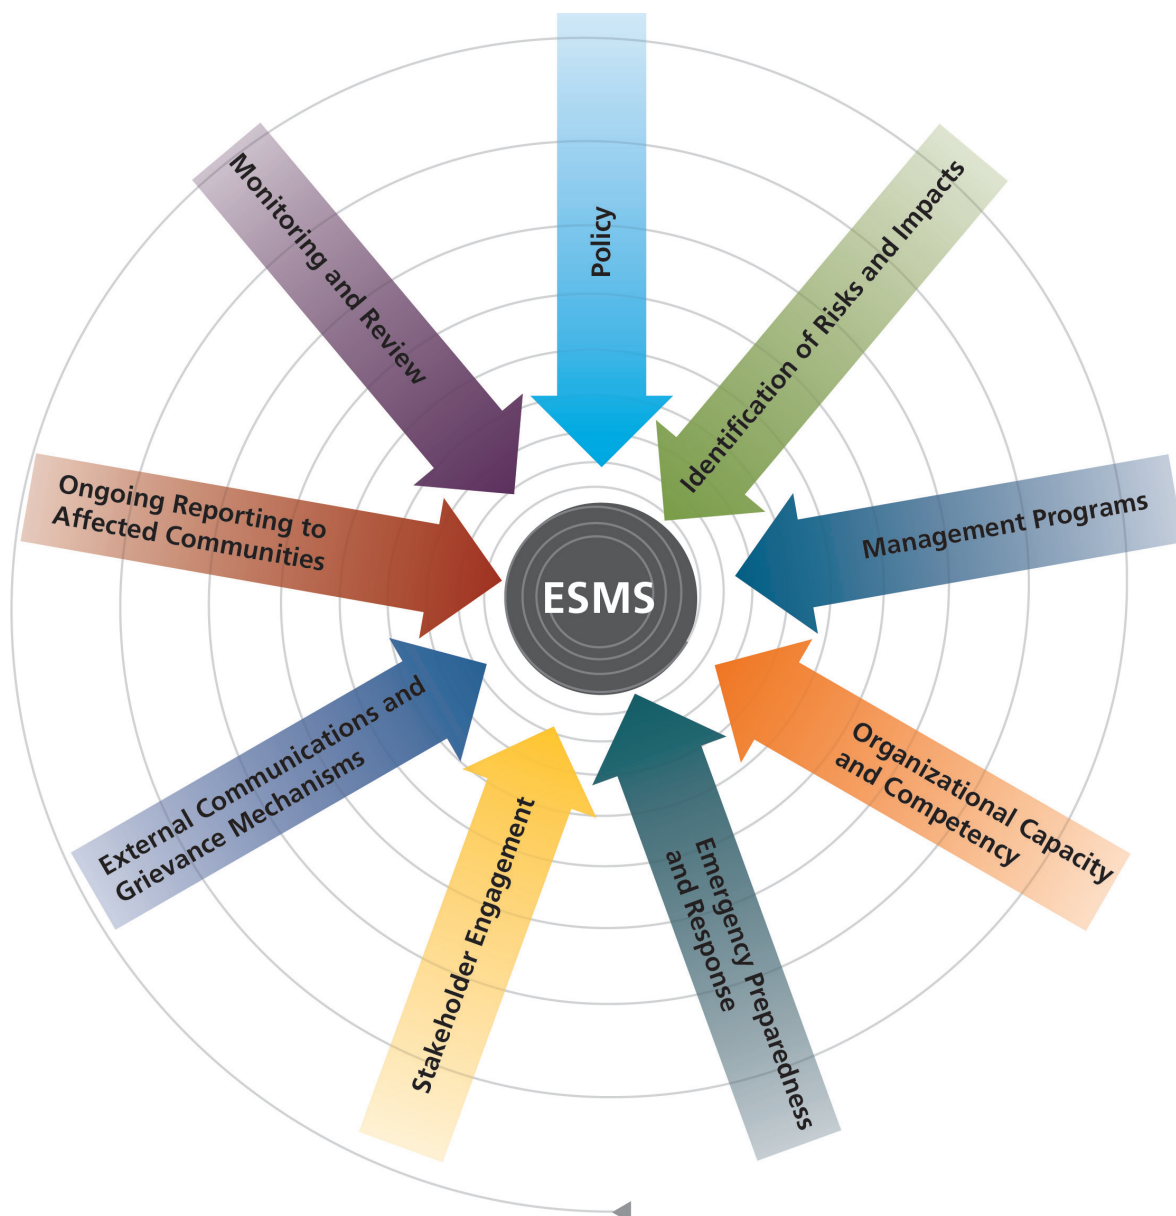 Policy
Identification of Risks and Impacts
Management Programs
Organizational Capacity
and Competency
Emergency Preparedness
and Response
Stakeholder Engagement
External Communications and
Grievance Mechanisms
Ongoing Reporting to
Affected Communities
Monitoring and Review
ESMS